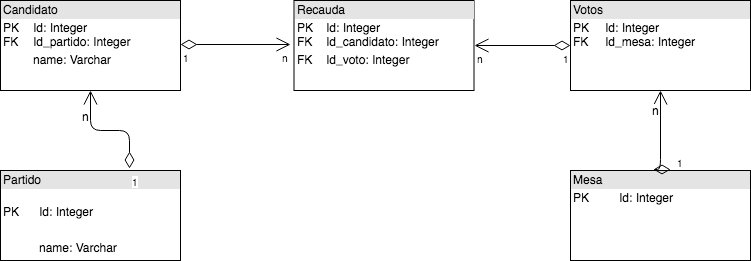 Candidato
PK Id: Integer
FK Id_partido: Integer
name: Varchar
Recauda
PK Id: Integer
FK Id_candidato: Integer
FK Id_voto: Integer
Votos
PK Id: Integer
FK Id_mesa: Integer
1
n
n
1
n
n
Partido
1
PK Id: Integer
name: Varchar
Mesa
1
PK Id: Integer